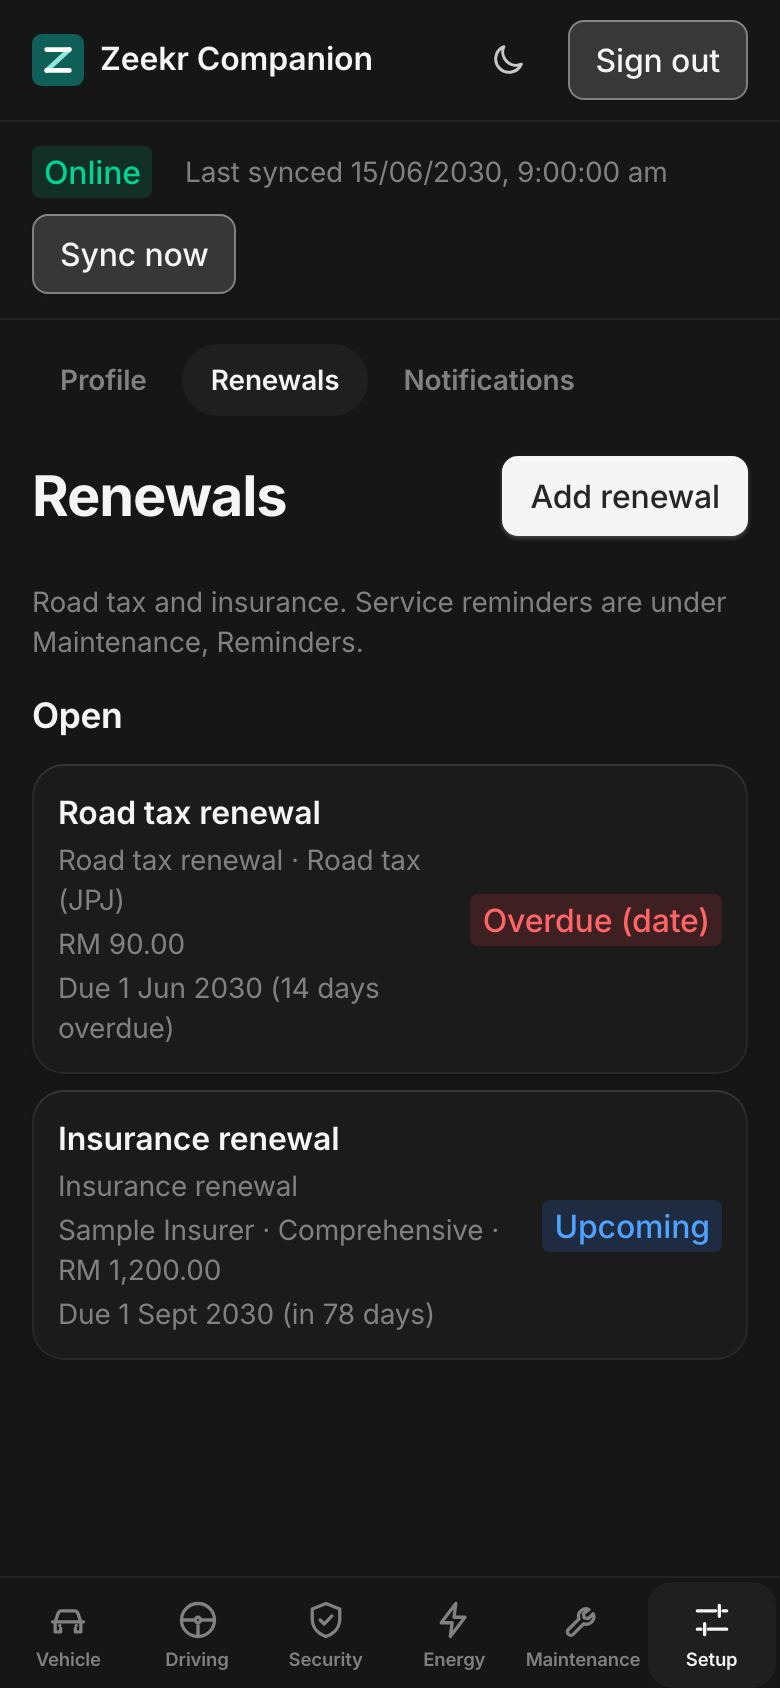 Zeekr Companion
Sign out
Online
Last synced 15/06/2030, 9:00:00 am
Sync now
Profile
Renewals
Notifications
Renewals
Add renewal
Road tax and insurance. Service reminders are under
Maintenance, Reminders.
Open
Road tax renewal
Road tax renewal · Road tax
(JPJ)
RM 90.00
Due 1 Jun 2030 (14 days
overdue)
Overdue (date)
Insurance renewal
Insurance renewal
Sample Insurer · Comprehensive ·
RM 1,200.00
Due 1 Sept 2030 (in 78 days)
Upcoming
Vehicle
Driving
Security
Energy
Maintenance
Setup